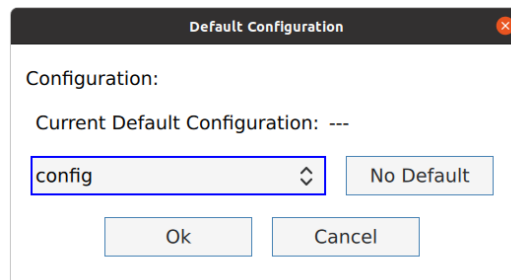 Default Configuration
Configuration:
Current Default Configuration: ---
config No Default
Ok Cancel